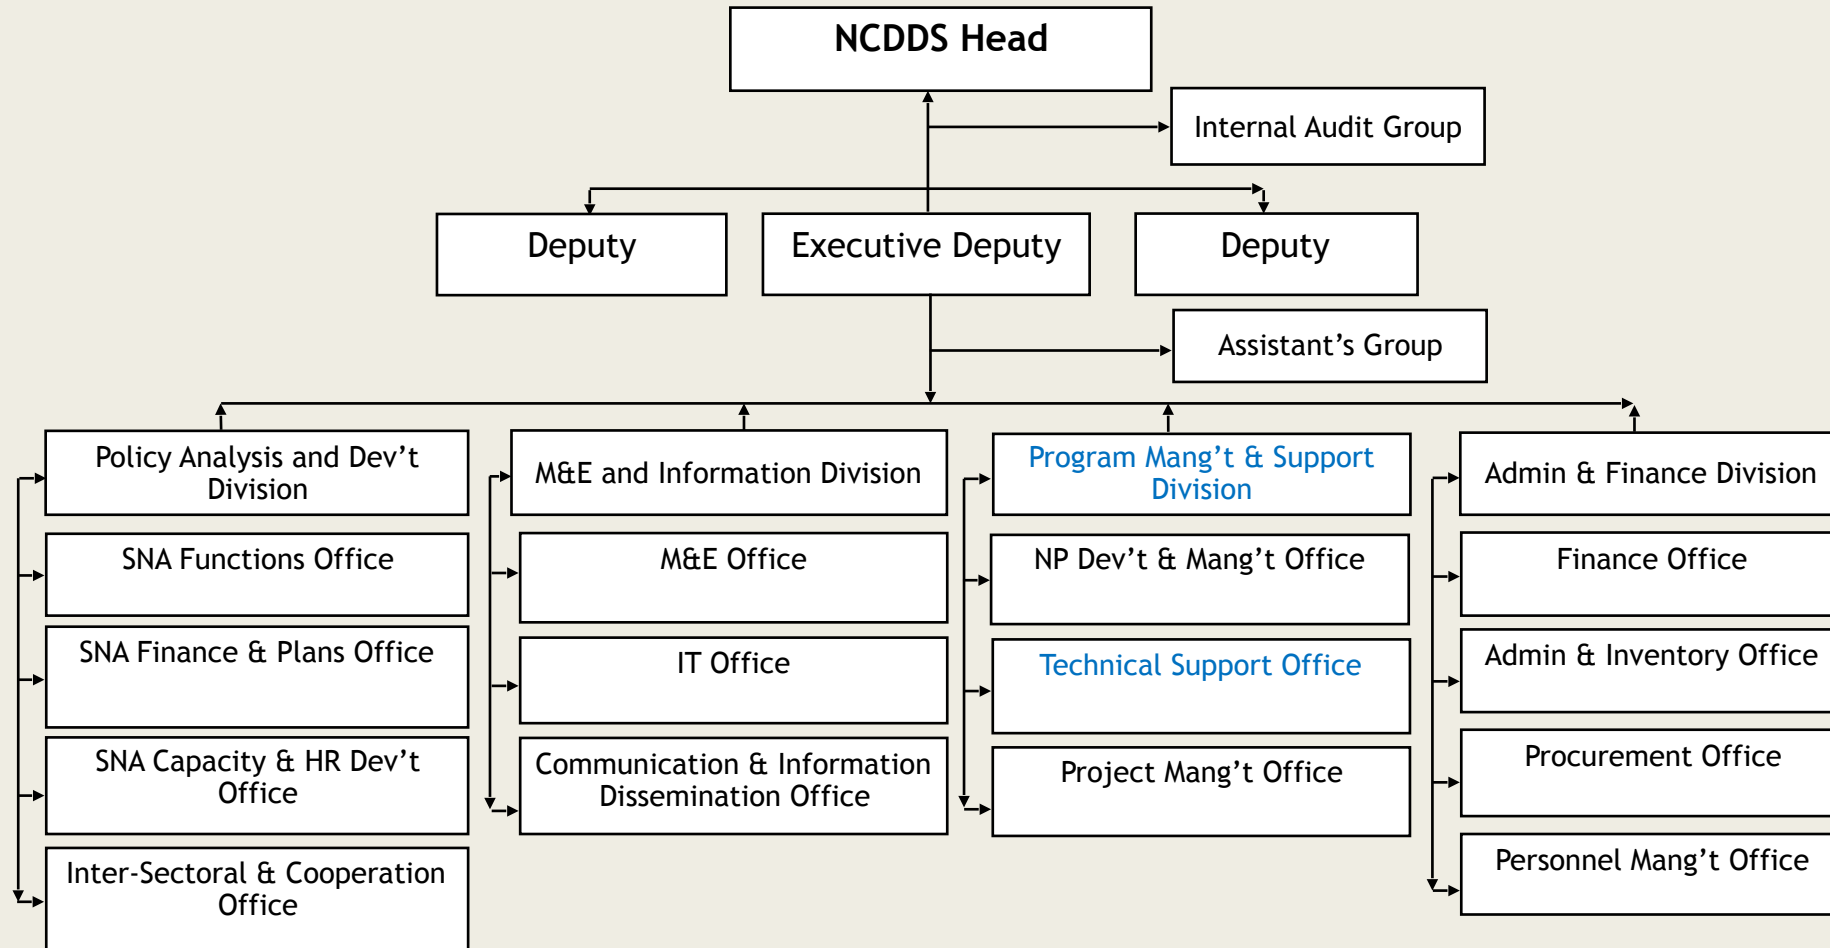 NCDDS Head
Internal Audit Group
Deputy
Executive Deputy
Deputy
Assistant’s Group
Policy Analysis and Dev’t
Division
SNA Functions Office
SNA Finance & Plans Office
SNA Capacity & HR Dev’t
Office
Inter-Sectoral & Cooperation
Office
M&E and Information Division
M&E Office
IT Office
Communication & Information
Dissemination Office
Program Mang’t & Support
Division
NP Dev’t & Mang’t Office
Technical Support Office
Project Mang’t Office
Admin & Finance Division
Finance Office
Admin & Inventory Office
Procurement Office
Personnel Mang’t Office